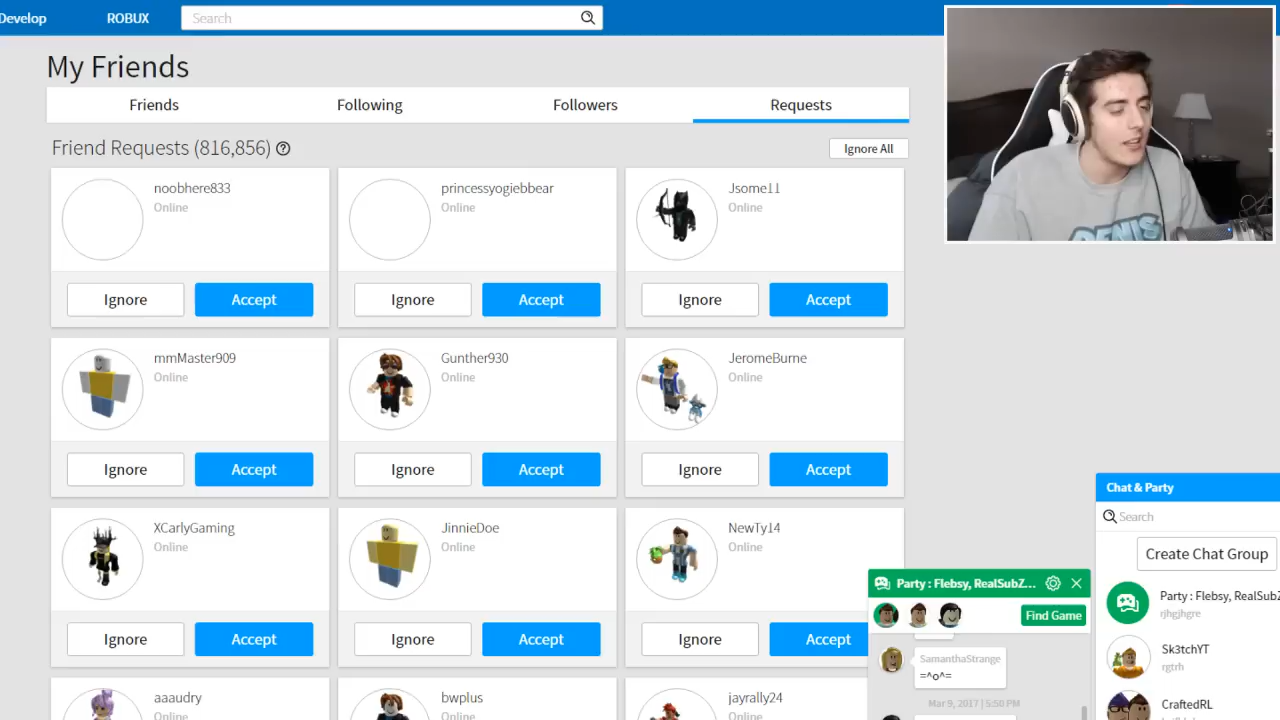 Develop ROBUX Search
My Friends
Friends Following Followers Requests
Friend Requests (816,856) Ignore All
noobhere833 princessyogiebbear Jsome11
Online Online Online
Ignore Accept Ignore Accept Ignore Accept
mmMaster909 Gunther930 JeromeBurne
Online Online Online
Ignore Accept Ignore Accept Ignore Accept
XCarlyGaming JinnieDoe NewTy14
Online Online Online
Ignore Accept Ignore Accept Ignore Accept
aaaudry bwplus jayrally24
Online Online Online
DENIS
Chat & Party
Search
Create Chat Group
Party : Flebsy, RealSubZ
rjhgjhgre
Sk3tchYT
rgtrh
CraftedRL
Party : Flebsy, RealSubZ...
Find Game
SamanthaStrange
=^o^=
Mar 9, 2017 | 5:50 PM